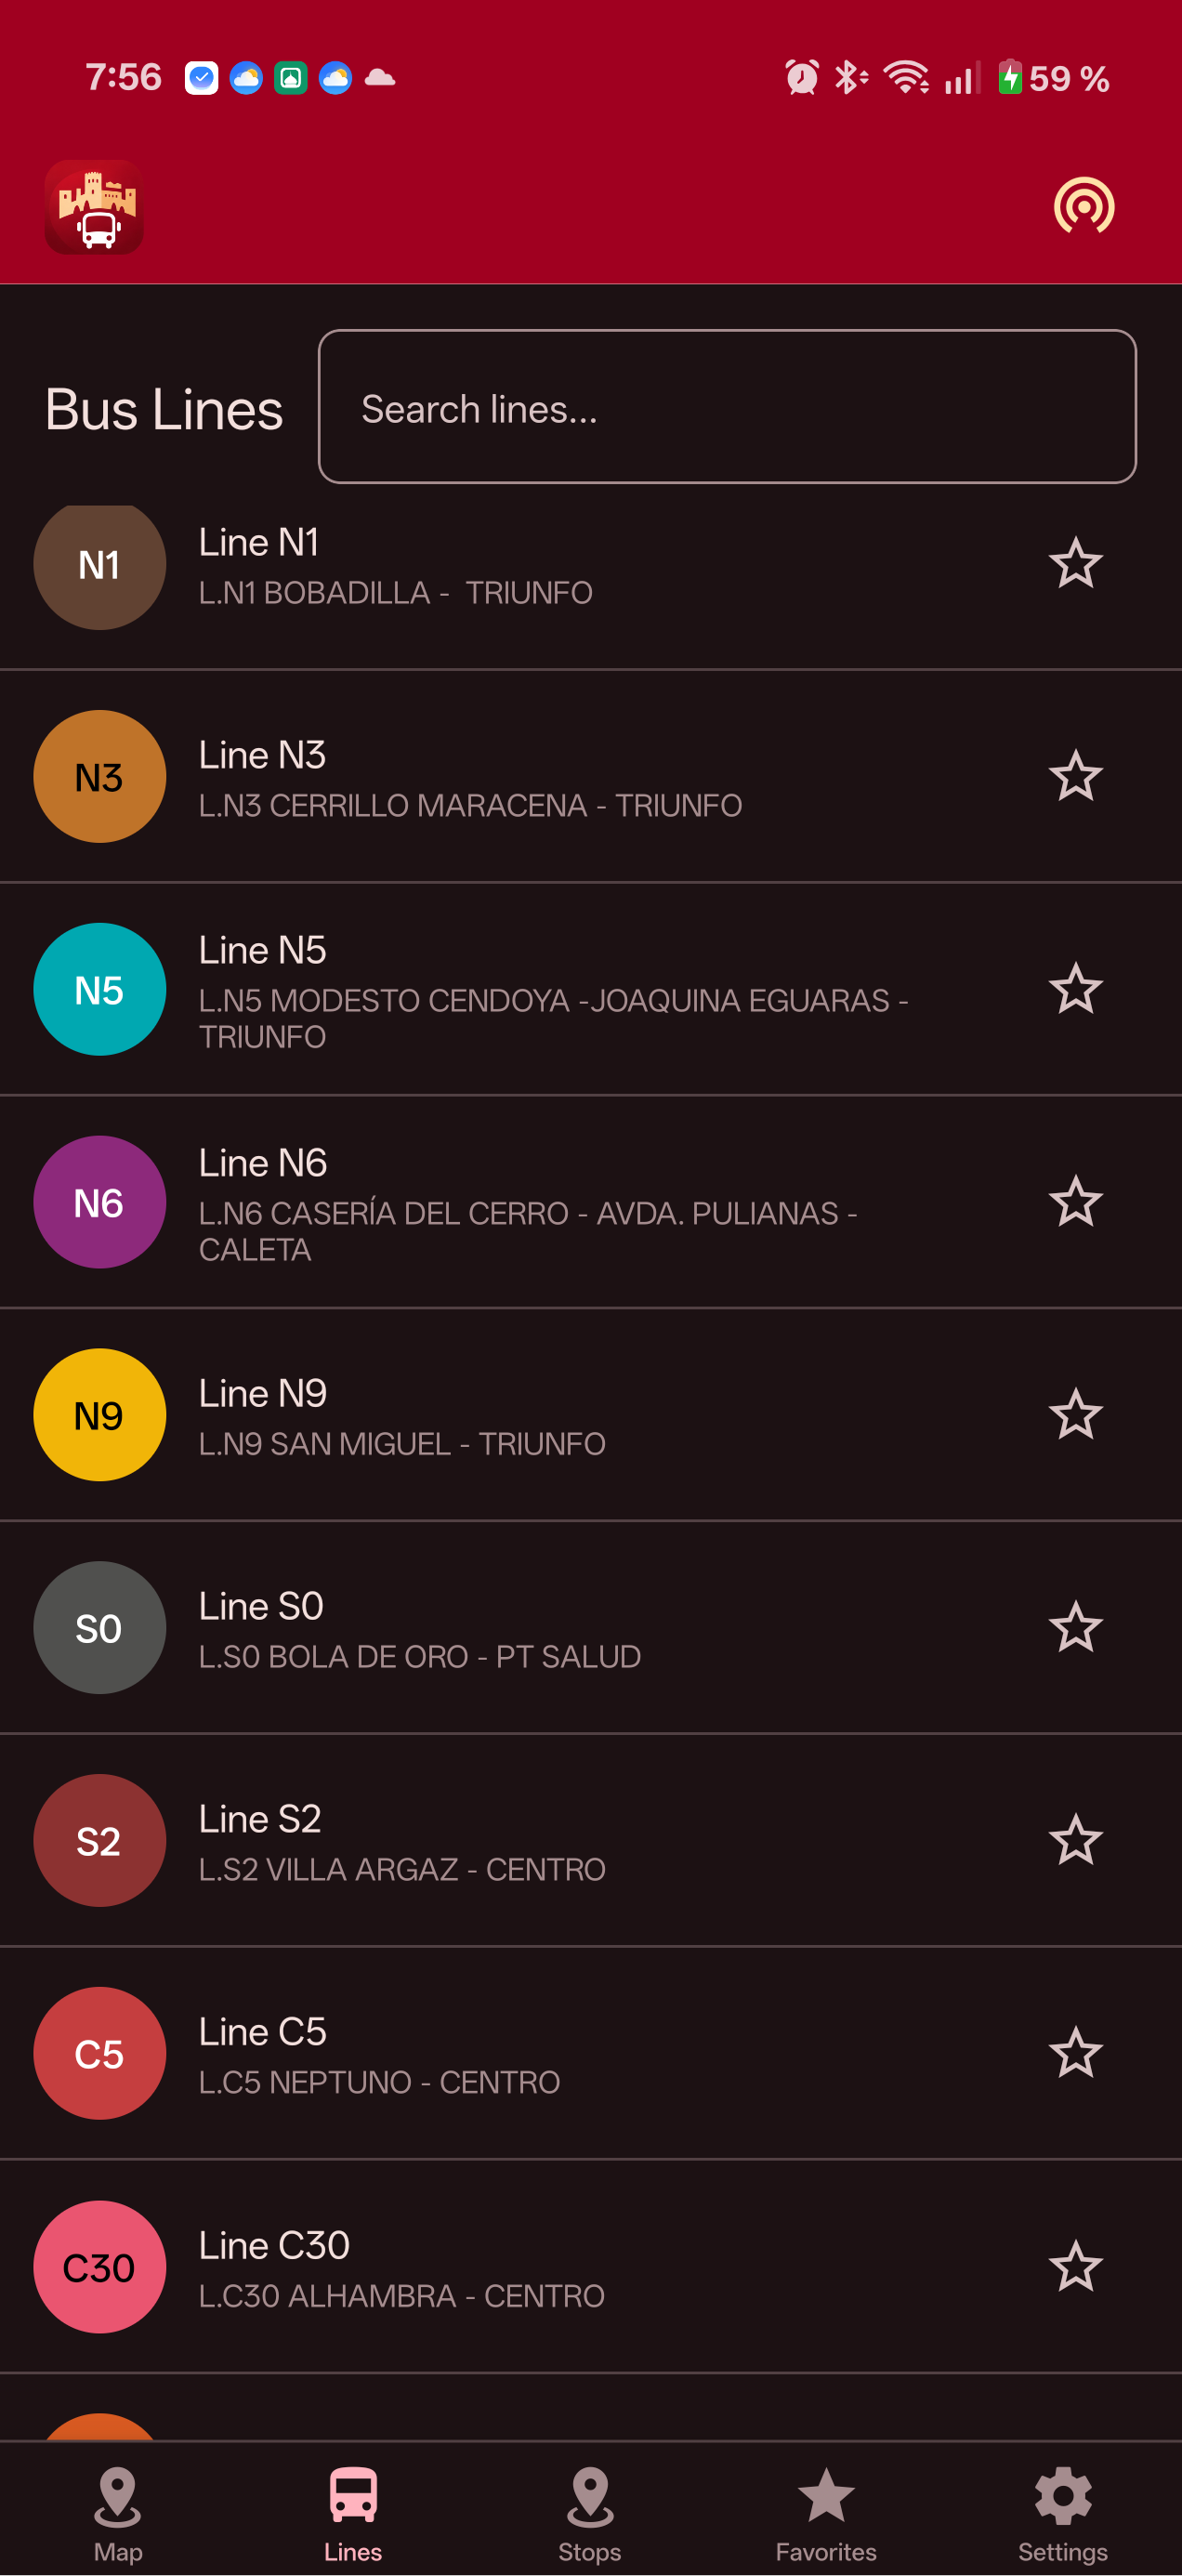 7:56
59 %
Bus Lines
Search lines...
N1
Line N1
L.N1 BOBADILLA -  TRIUNFO
N3
Line N3
L.N3 CERRILLO MARACENA - TRIUNFO
N5
Line N5
L.N5 MODESTO CENDOYA -JOAQUINA EGUARAS -
TRIUNFO
N6
Line N6
L.N6 CASERÍA DEL CERRO - AVDA. PULIANAS -
CALETA
N9
Line N9
L.N9 SAN MIGUEL - TRIUNFO
S0
Line S0
L.S0 BOLA DE ORO - PT SALUD
S2
Line S2
L.S2 VILLA ARGAZ - CENTRO
C5
Line C5
L.C5 NEPTUNO - CENTRO
C30
Line C30
L.C30 ALHAMBRA - CENTRO
Map
Lines
Stops
Favorites
Settings